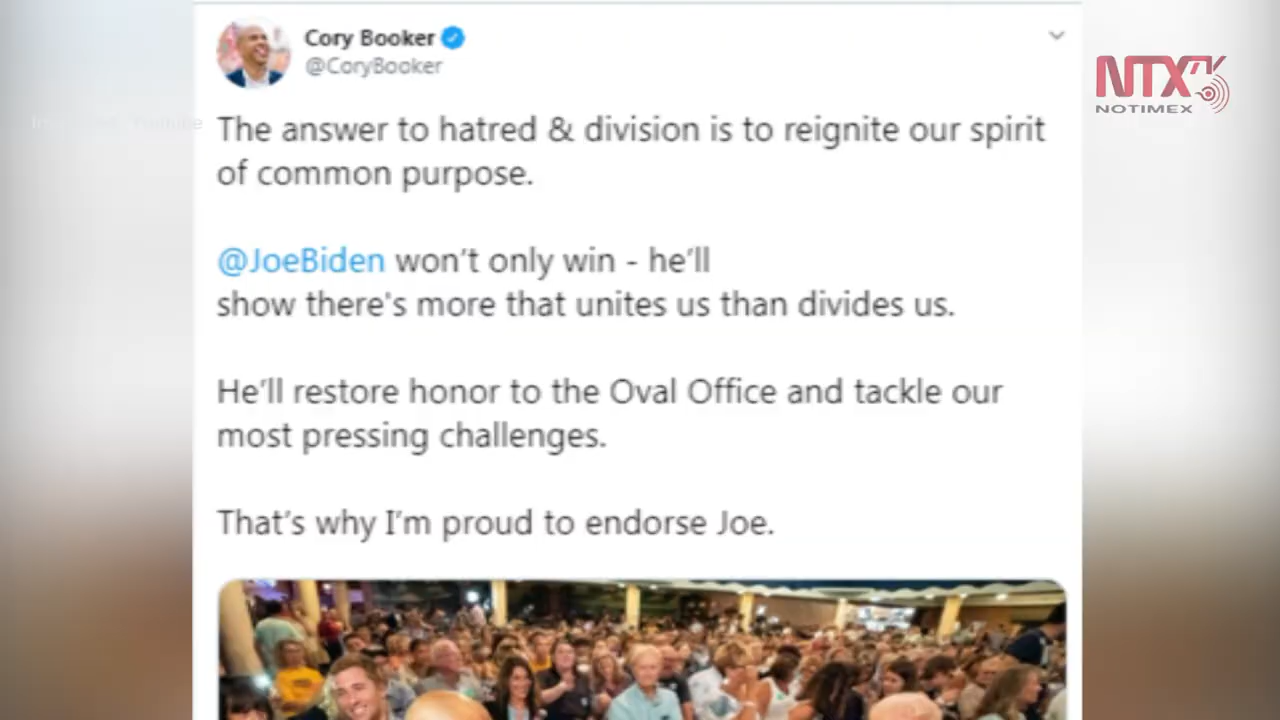 Cory Booker
@CoryBooker
NTX TV
NOTIMEX
The answer to hatred & division is to reignite our spirit
of common purpose.
@JoeBiden won't only win - he'll
show there's more that unites us than divides us.
He'll restore honor to the Oval Office and tackle our
most pressing challenges.
That's why I'm proud to endorse Joe.